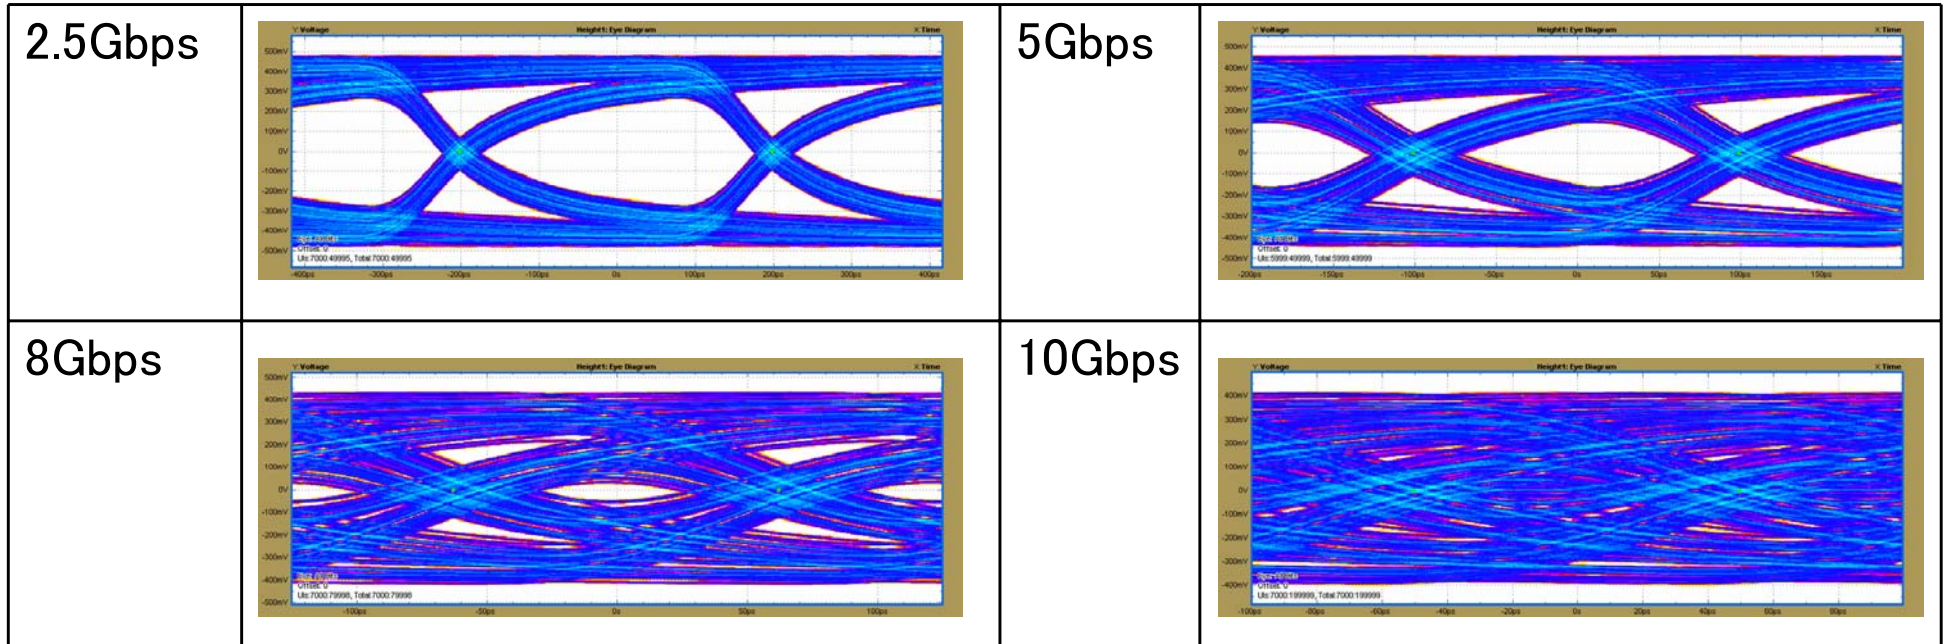 2.5Gbps
Y: Voltage
Height1: Eye Diagram
X: Time
500mV
400mV
300mV
200mV
100mV
0V
-100mV
-200mV
-300mV
-400mV
-500mV
Offset: 0
UIs:7000:49995, Total:7000:49995
-400ps -300ps -200ps -100ps 0s 100ps 200ps 300ps 400ps
5Gbps
Y: Voltage
Height1: Eye Diagram
X: Time
500mV
400mV
300mV
200mV
100mV
0V
-100mV
-200mV
-300mV
-400mV
-500mV
Offset: 0
UIs:5999:49999, Total:5999:49999
-200ps -150ps -100ps -50ps 0s 50ps 100ps 150ps
8Gbps
Y: Voltage
Height1: Eye Diagram
X: Time
500mV
400mV
300mV
200mV
100mV
0V
-100mV
-200mV
-300mV
-400mV
-500mV
Offset: 0
UIs:7000:79998, Total:7000:79998
-100ps -50ps 0s 50ps 100ps
10Gbps
Y: Voltage
Height1: Eye Diagram
X: Time
400mV
300mV
200mV
100mV
0V
-100mV
-200mV
-300mV
-400mV
Offset: 0
UIs:7000:199999, Total:7000:199999
-100ps -80ps -60ps -40ps -20ps 0s 20ps 40ps 60ps 80ps